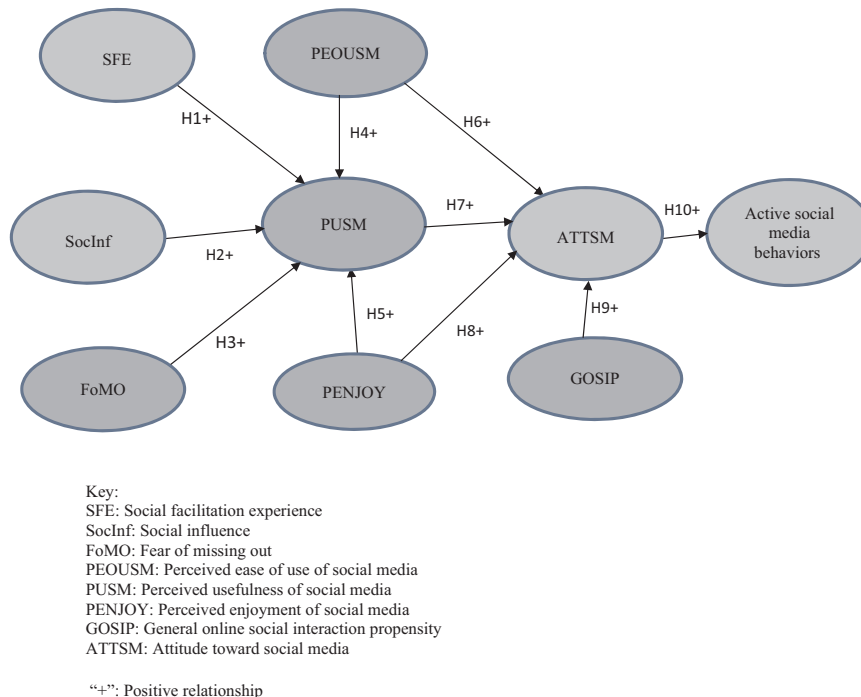 SFE
PEOUSM
H1+
H4+
H6+
SocInf
H2+
PUSM
H7+
ATTSM
H10+
Active social
media
behaviors
H3+
H5+
H8+
H9+
FoMO
PENJOY
GOSIP
Key:
SFE: Social facilitation experience
SocInf: Social influence
FoMO: Fear of missing out
PEOUSM: Perceived ease of use of social media
PUSM: Perceived usefulness of social media
PENJOY: Perceived enjoyment of social media
GOSIP: General online social interaction propensity
ATTSM: Attitude toward social media
“+”: Positive relationship